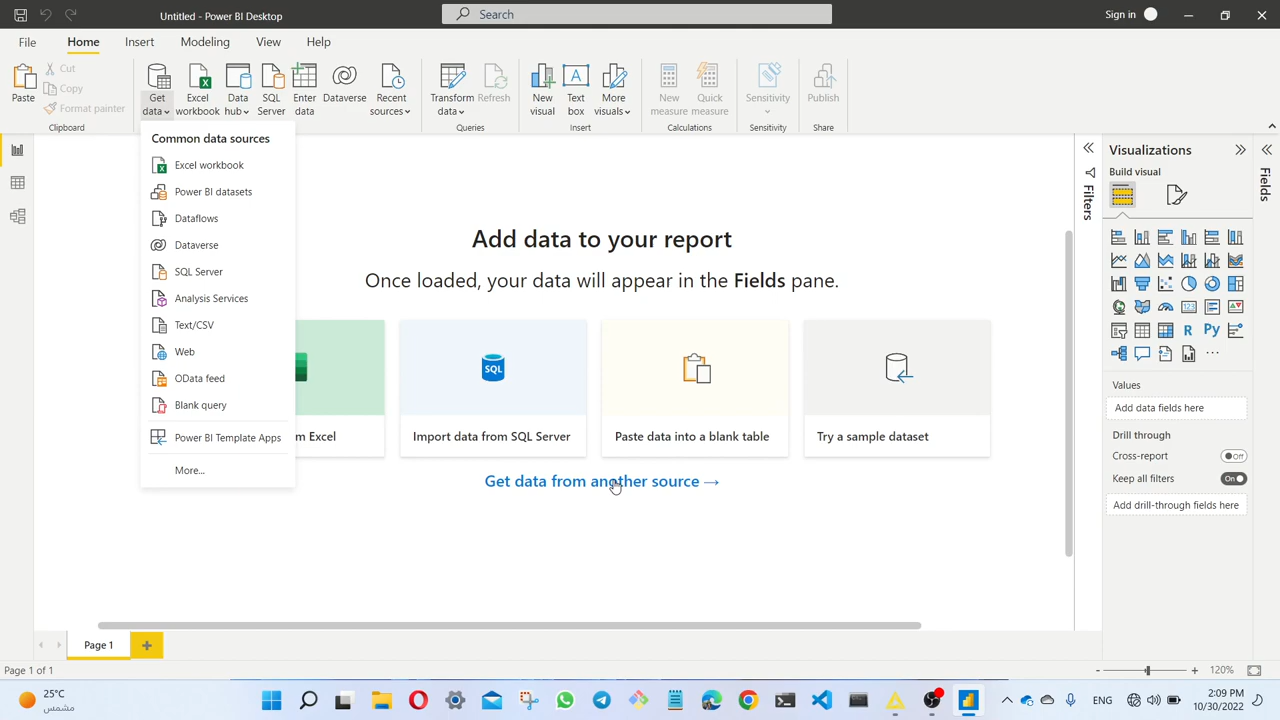 Untitled - Power BI Desktop
Search
Sign in
File
Home
Insert
Modeling
View
Help
Paste
Cut
Copy
Format painter
Clipboard
Get data
Excel workbook
Data hub
SQL Server
Enter data
Dataverse
Recent sources
Transform data
Refresh
Queries
New visual
Text box
More visuals
Insert
New measure
Quick measure
Calculations
Sensitivity
Sensitivity
Publish
Share
Common data sources
Excel workbook
Power BI datasets
Dataflows
Dataverse
SQL Server
Analysis Services
Text/CSV
Web
OData feed
Blank query
Power BI Template Apps
More...
Add data to your report
Once loaded, your data will appear in the Fields pane.
SQL
m Excel
Import data from SQL Server
Paste data into a blank table
Try a sample dataset
Get data from another source →
Filters
Visualizations
Build visual
123
R
Py
...
Values
Add data fields here
Drill through
Cross-report
Off
Keep all filters
On
Add drill-through fields here
Fields
Page 1
Page 1 of 1
- + 120%
25°C
مشمس
ENG
2:09 PM
10/30/2022